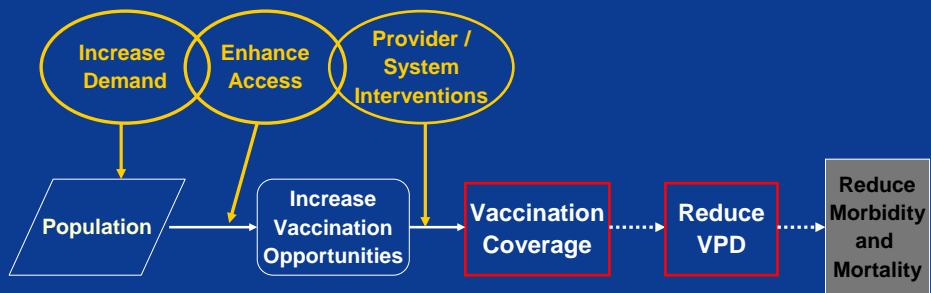 Increase
Demand
Enhance
Access
Provider /
System
Interventions
Population
Increase
Vaccination
Opportunities
Vaccination
Coverage
Reduce
VPD
Reduce
Morbidity
and
Mortality